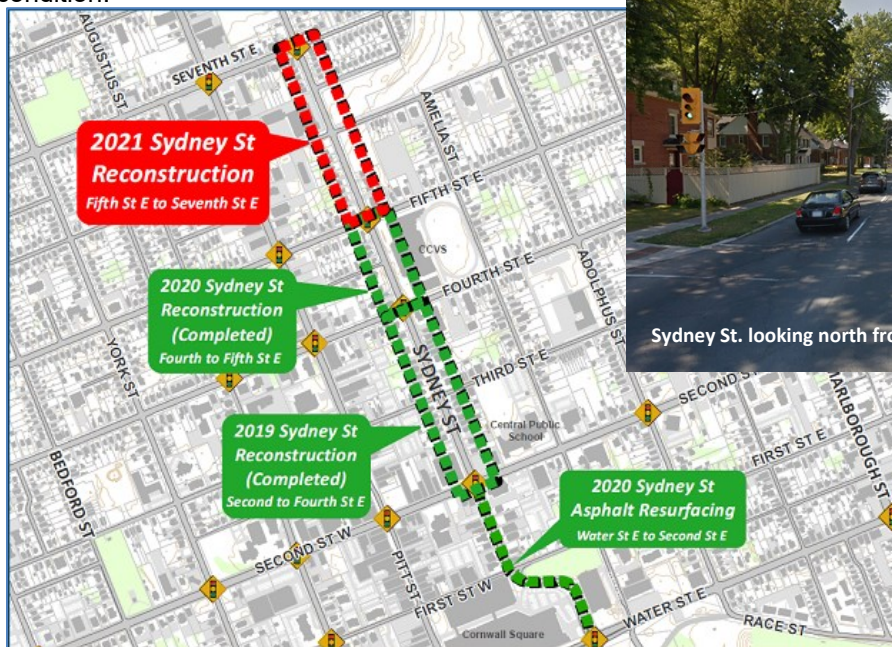 condition.
AUGUSTUS ST
SEVENTH ST E
2021 Sydney St
Reconstruction
Fifth St E to Seventh St E
AMELIA ST
FIFTH ST E
CCVS
2020 Sydney St
Reconstruction
(Completed)
Fourth to Fifth St E
FOURTH ST E
ADOLPHUS ST
Sydney St. looking north fro
YORK ST
SYDNEY ST
THIRD ST E
SECOND ST
MARLBOROUGH ST
2019 Sydney St
Reconstruction
(Completed)
Second to Fourth St E
Central Public
School
FIRST ST E
BEDFORD ST
2020 Sydney St
Asphalt Resurfacing
Water St E to Second St E
SECOND ST W
PITT ST
FIRST ST W
WATER ST E
RACE ST
Cornwall Square